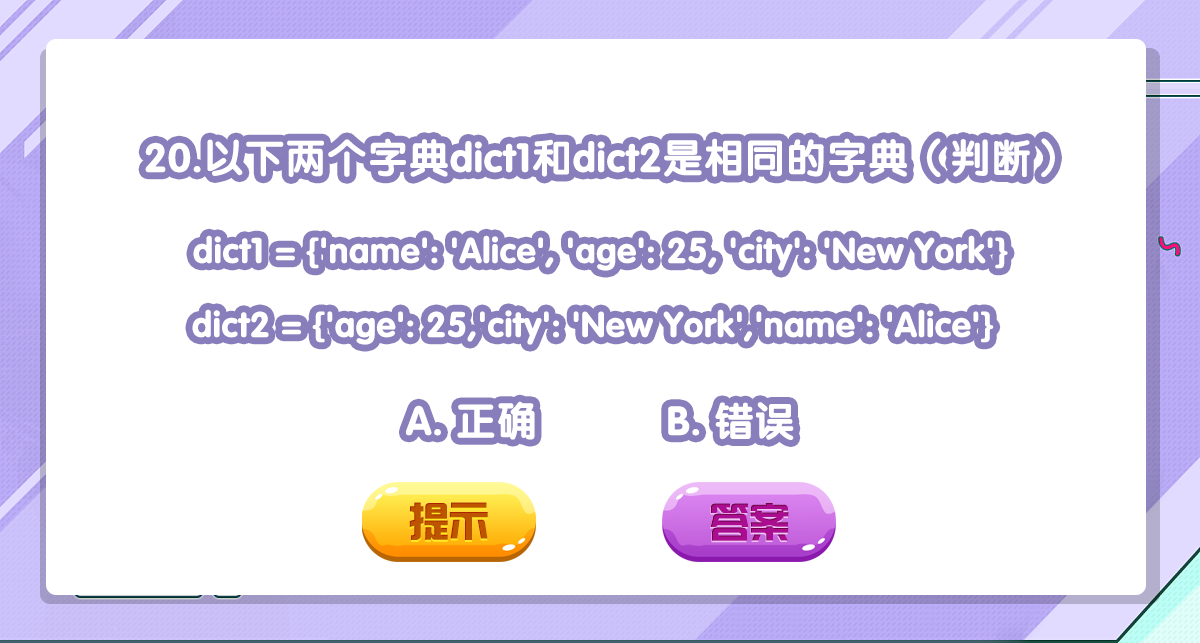 20.以下两个字典dict1和dict2是相同的字典（判断）
dict1 = {'name': 'Alice', 'age': 25, 'city': 'New York'}
dict2 = {'age': 25,'city': 'New York','name': 'Alice'}
A. 正确 B. 错误
提示 答案